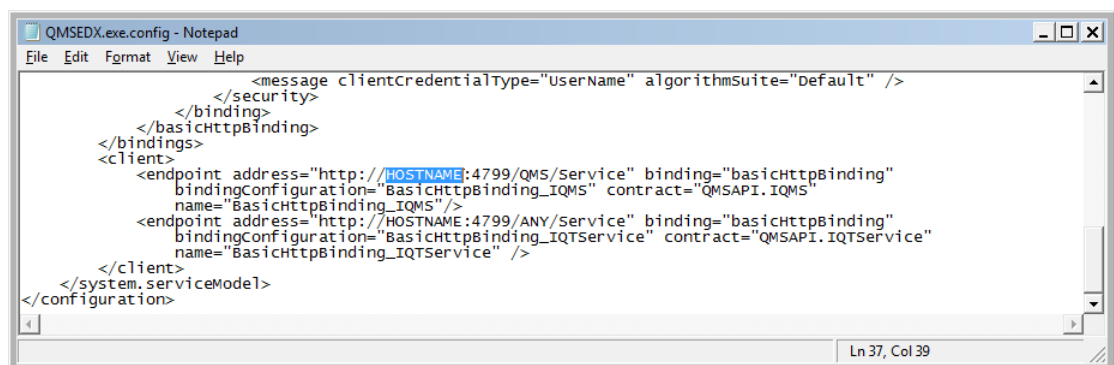 QMSEDX.exe.config - Notepad
File Edit Format View Help
<message clientCredentialType="UserName" algorithmSuite="Default" />
</security>
</binding>
</basicHttpBinding>
</bindings>
<client>
<endpoint address="http://HOSTNAME:4799/QMS/Service" binding="basicHttpBinding"
bindingConfiguration="BasicHttpBinding_IQMS" contract="QMSAPI.IQMS"
name="BasicHttpBinding_IQMS"/>
<endpoint address="http://HOSTNAME:4799/ANY/Service" binding="basicHttpBinding"
bindingConfiguration="BasicHttpBinding_IQTService" contract="QMSAPI.IQTService"
name="BasicHttpBinding_IQTService" />
</client>
</system.serviceModel>
</configuration>
Ln 37, Col 39